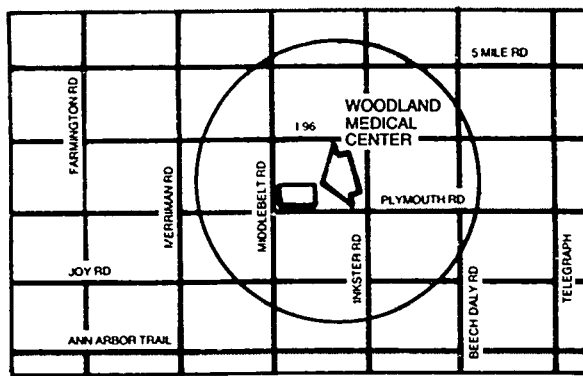 5 MILE RD
WOODLAND
MEDICAL
CENTER
I 96
FARMINGTON RD
MERRIMAN RD
MIDDLEBELT RD
PLYMOUTH RD
INKSTER RD
BEECH DALY RD
TELEGRAPH
JOY RD
ANN ARBOR TRAIL